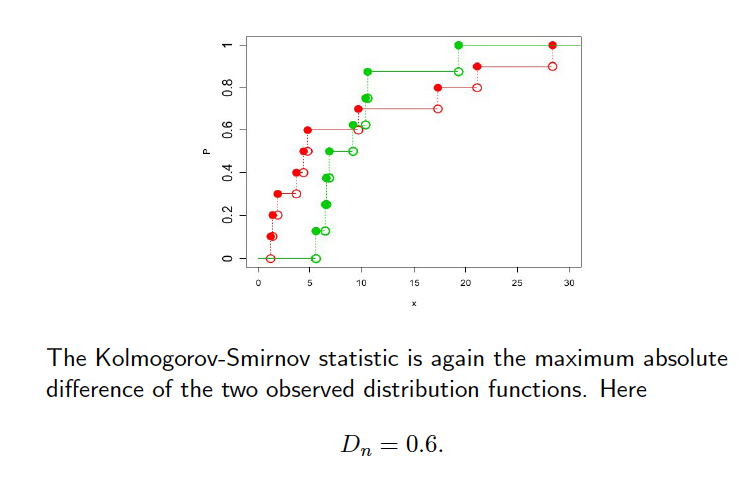 1
0.8
0.6
0.4
0.2
0
P
0 5 10 15 20 25 30
x
The Kolmogorov-Smirnov statistic is again the maximum absolute
difference of the two observed distribution functions. Here
Dₙ = 0.6.